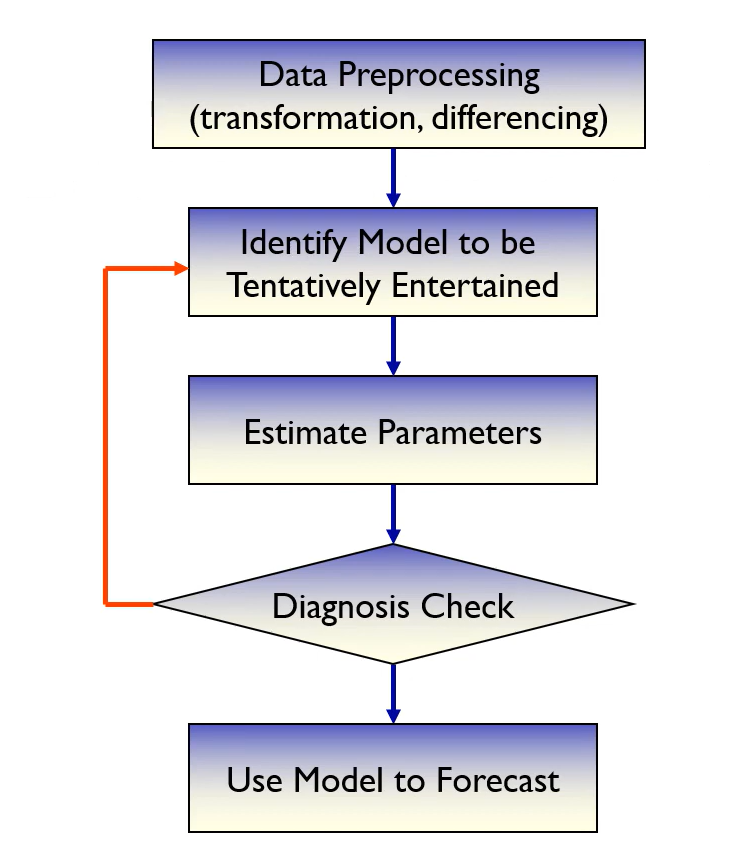 Data Preprocessing
(transformation, differencing)
Identify Model to be
Tentatively Entertained
Estimate Parameters
Diagnosis Check
Use Model to Forecast